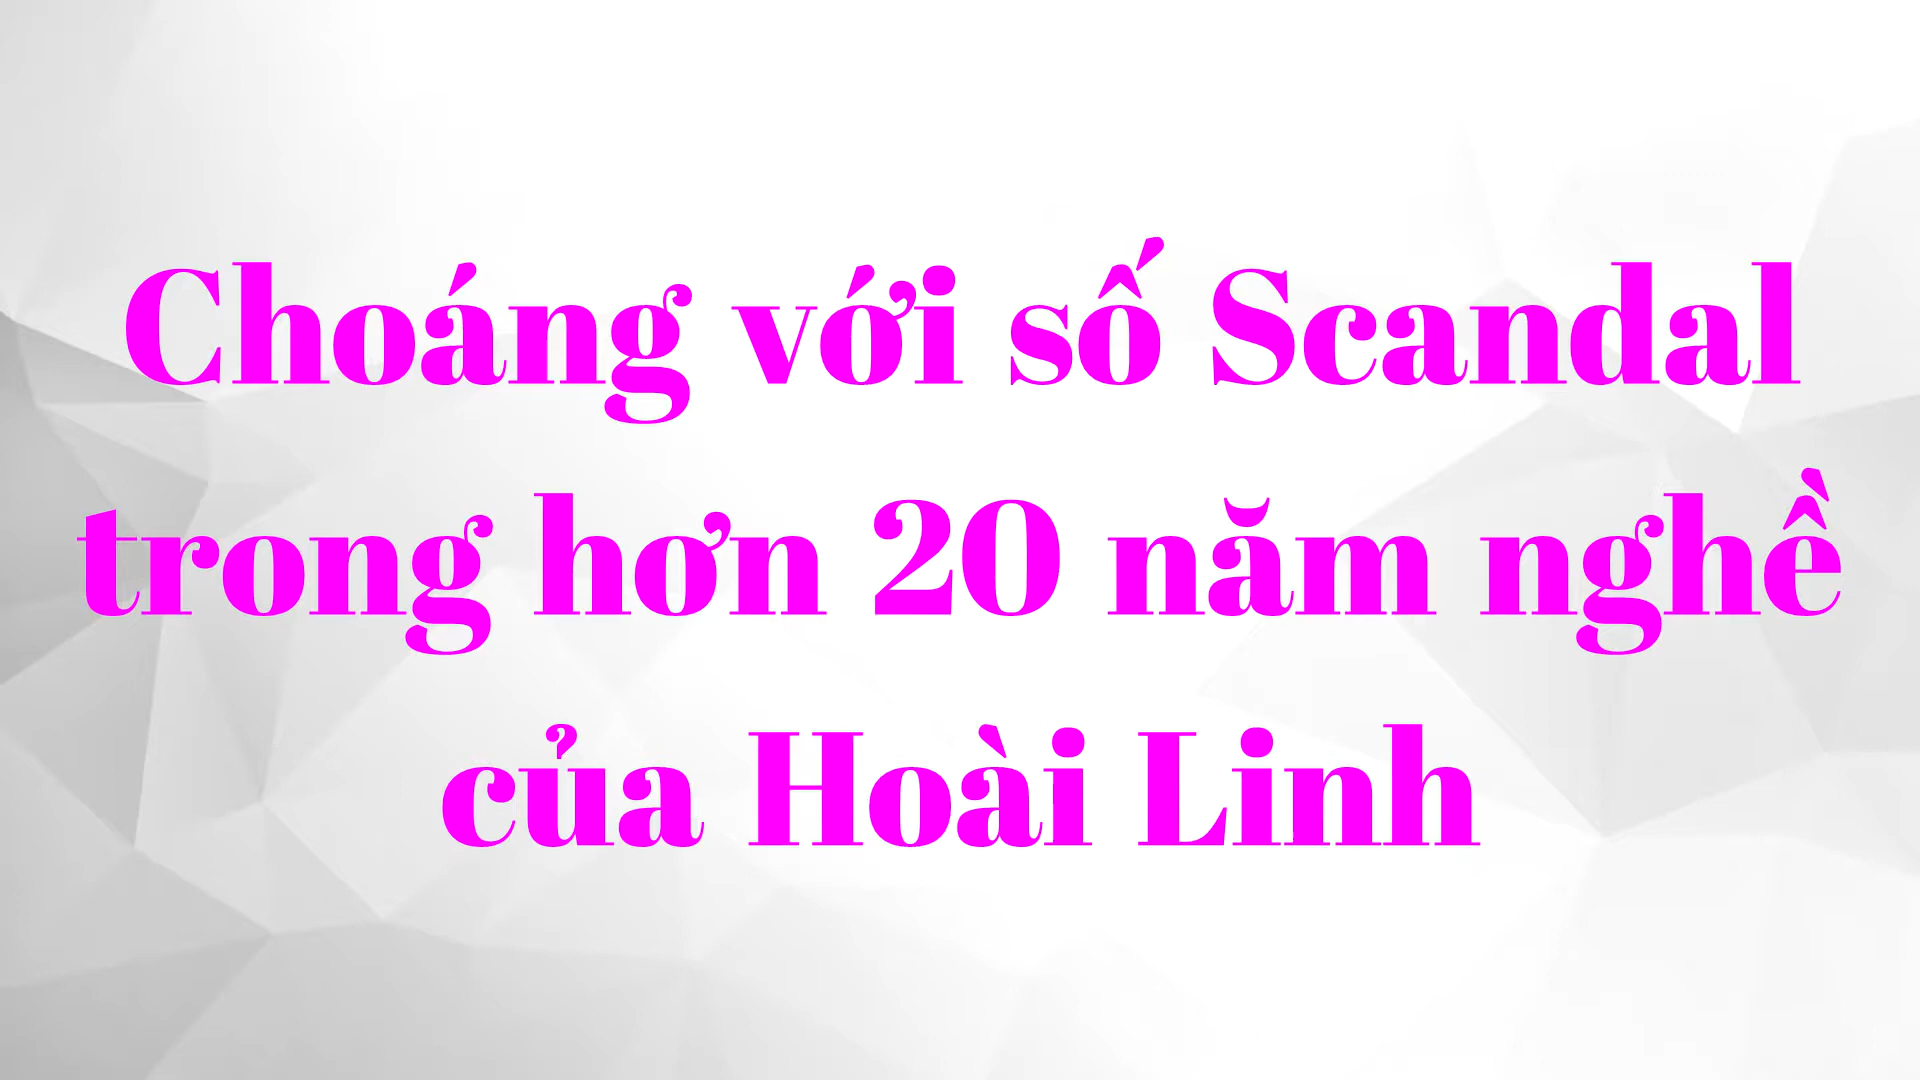 Choáng với số Scandal
trong hơn 20 năm nghề
của Hoài Linh